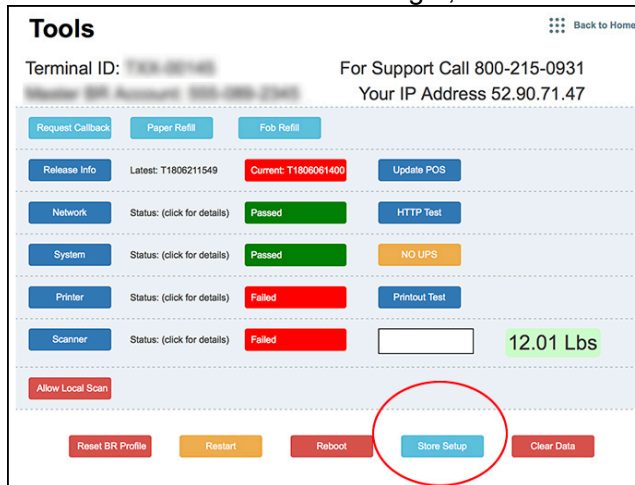 Tools
Back to Home
Terminal ID:
For Support Call 800-215-0931
Your IP Address 52.90.71.47
Request Callback Paper Refill Fob Refill
Release Info Latest: T1806211549 Current: T1806061400 Update POS
Network Status: (click for details) Passed HTTP Test
System Status: (click for details) Passed NO UPS
Printer Status: (click for details) Failed Printout Test
Scanner Status: (click for details) Failed 12.01 Lbs
Allow Local Scan
Reset BR Profile Restart Reboot Store Setup Clear Data